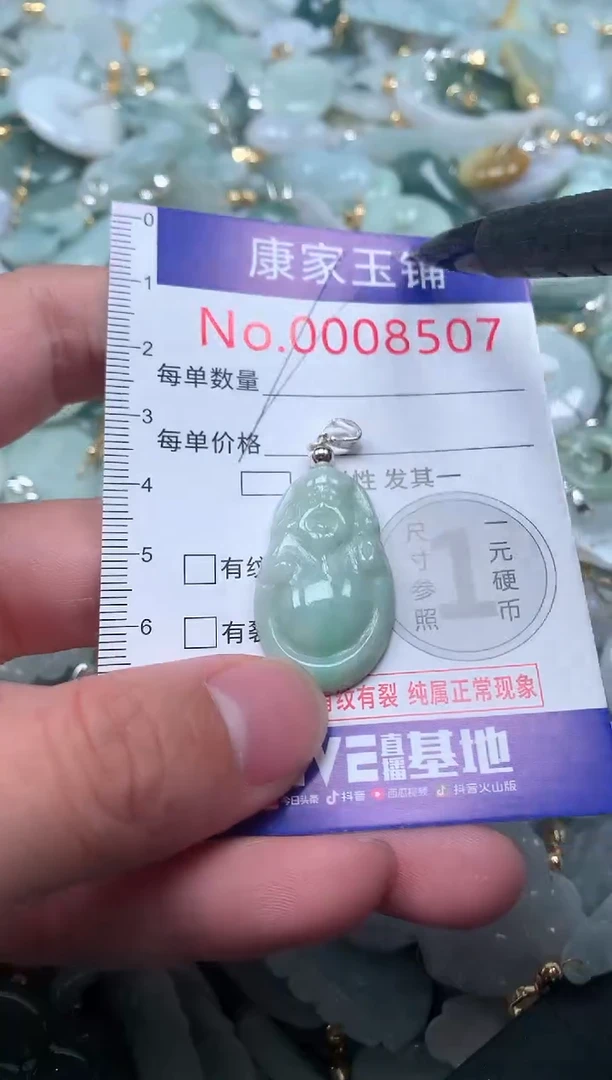 0
康家玉铺
1
No.0008507
2
每单数量
3
每单价格
4
性 发其一
5
有纹
尺寸参照
1
一元硬币
6
有裂
有纹有裂 纯属正常现象
VE直播基地
今日头条 抖音 西瓜视频 抖音火山版